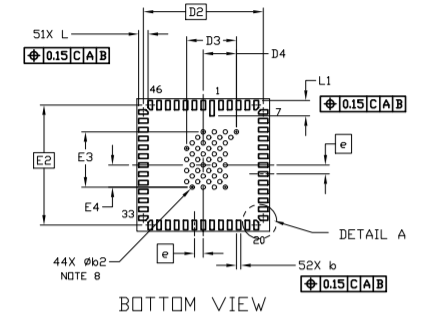 D2
51X L
D3
⌖ 0.15 C A B
D4
46
1
L1
⌖ 0.15 C A B
7
e
E2
E3
E4
33
20
DETAIL A
44X Øb2
NOTE 8
e
52X b
⌖ 0.15 C A B
BOTTOM VIEW